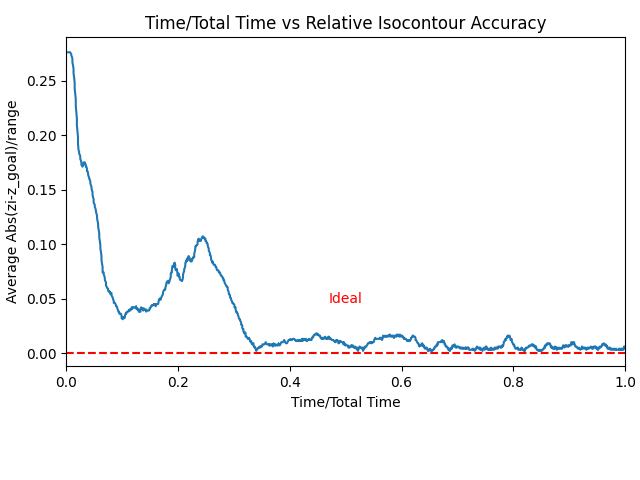 Time/Total Time vs Relative Isocontour Accuracy
Average Abs(zi-z_goal)/range
0.25
0.20
0.15
0.10
0.05
0.00
Ideal
0.0 0.2 0.4 0.6 0.8 1.0
Time/Total Time